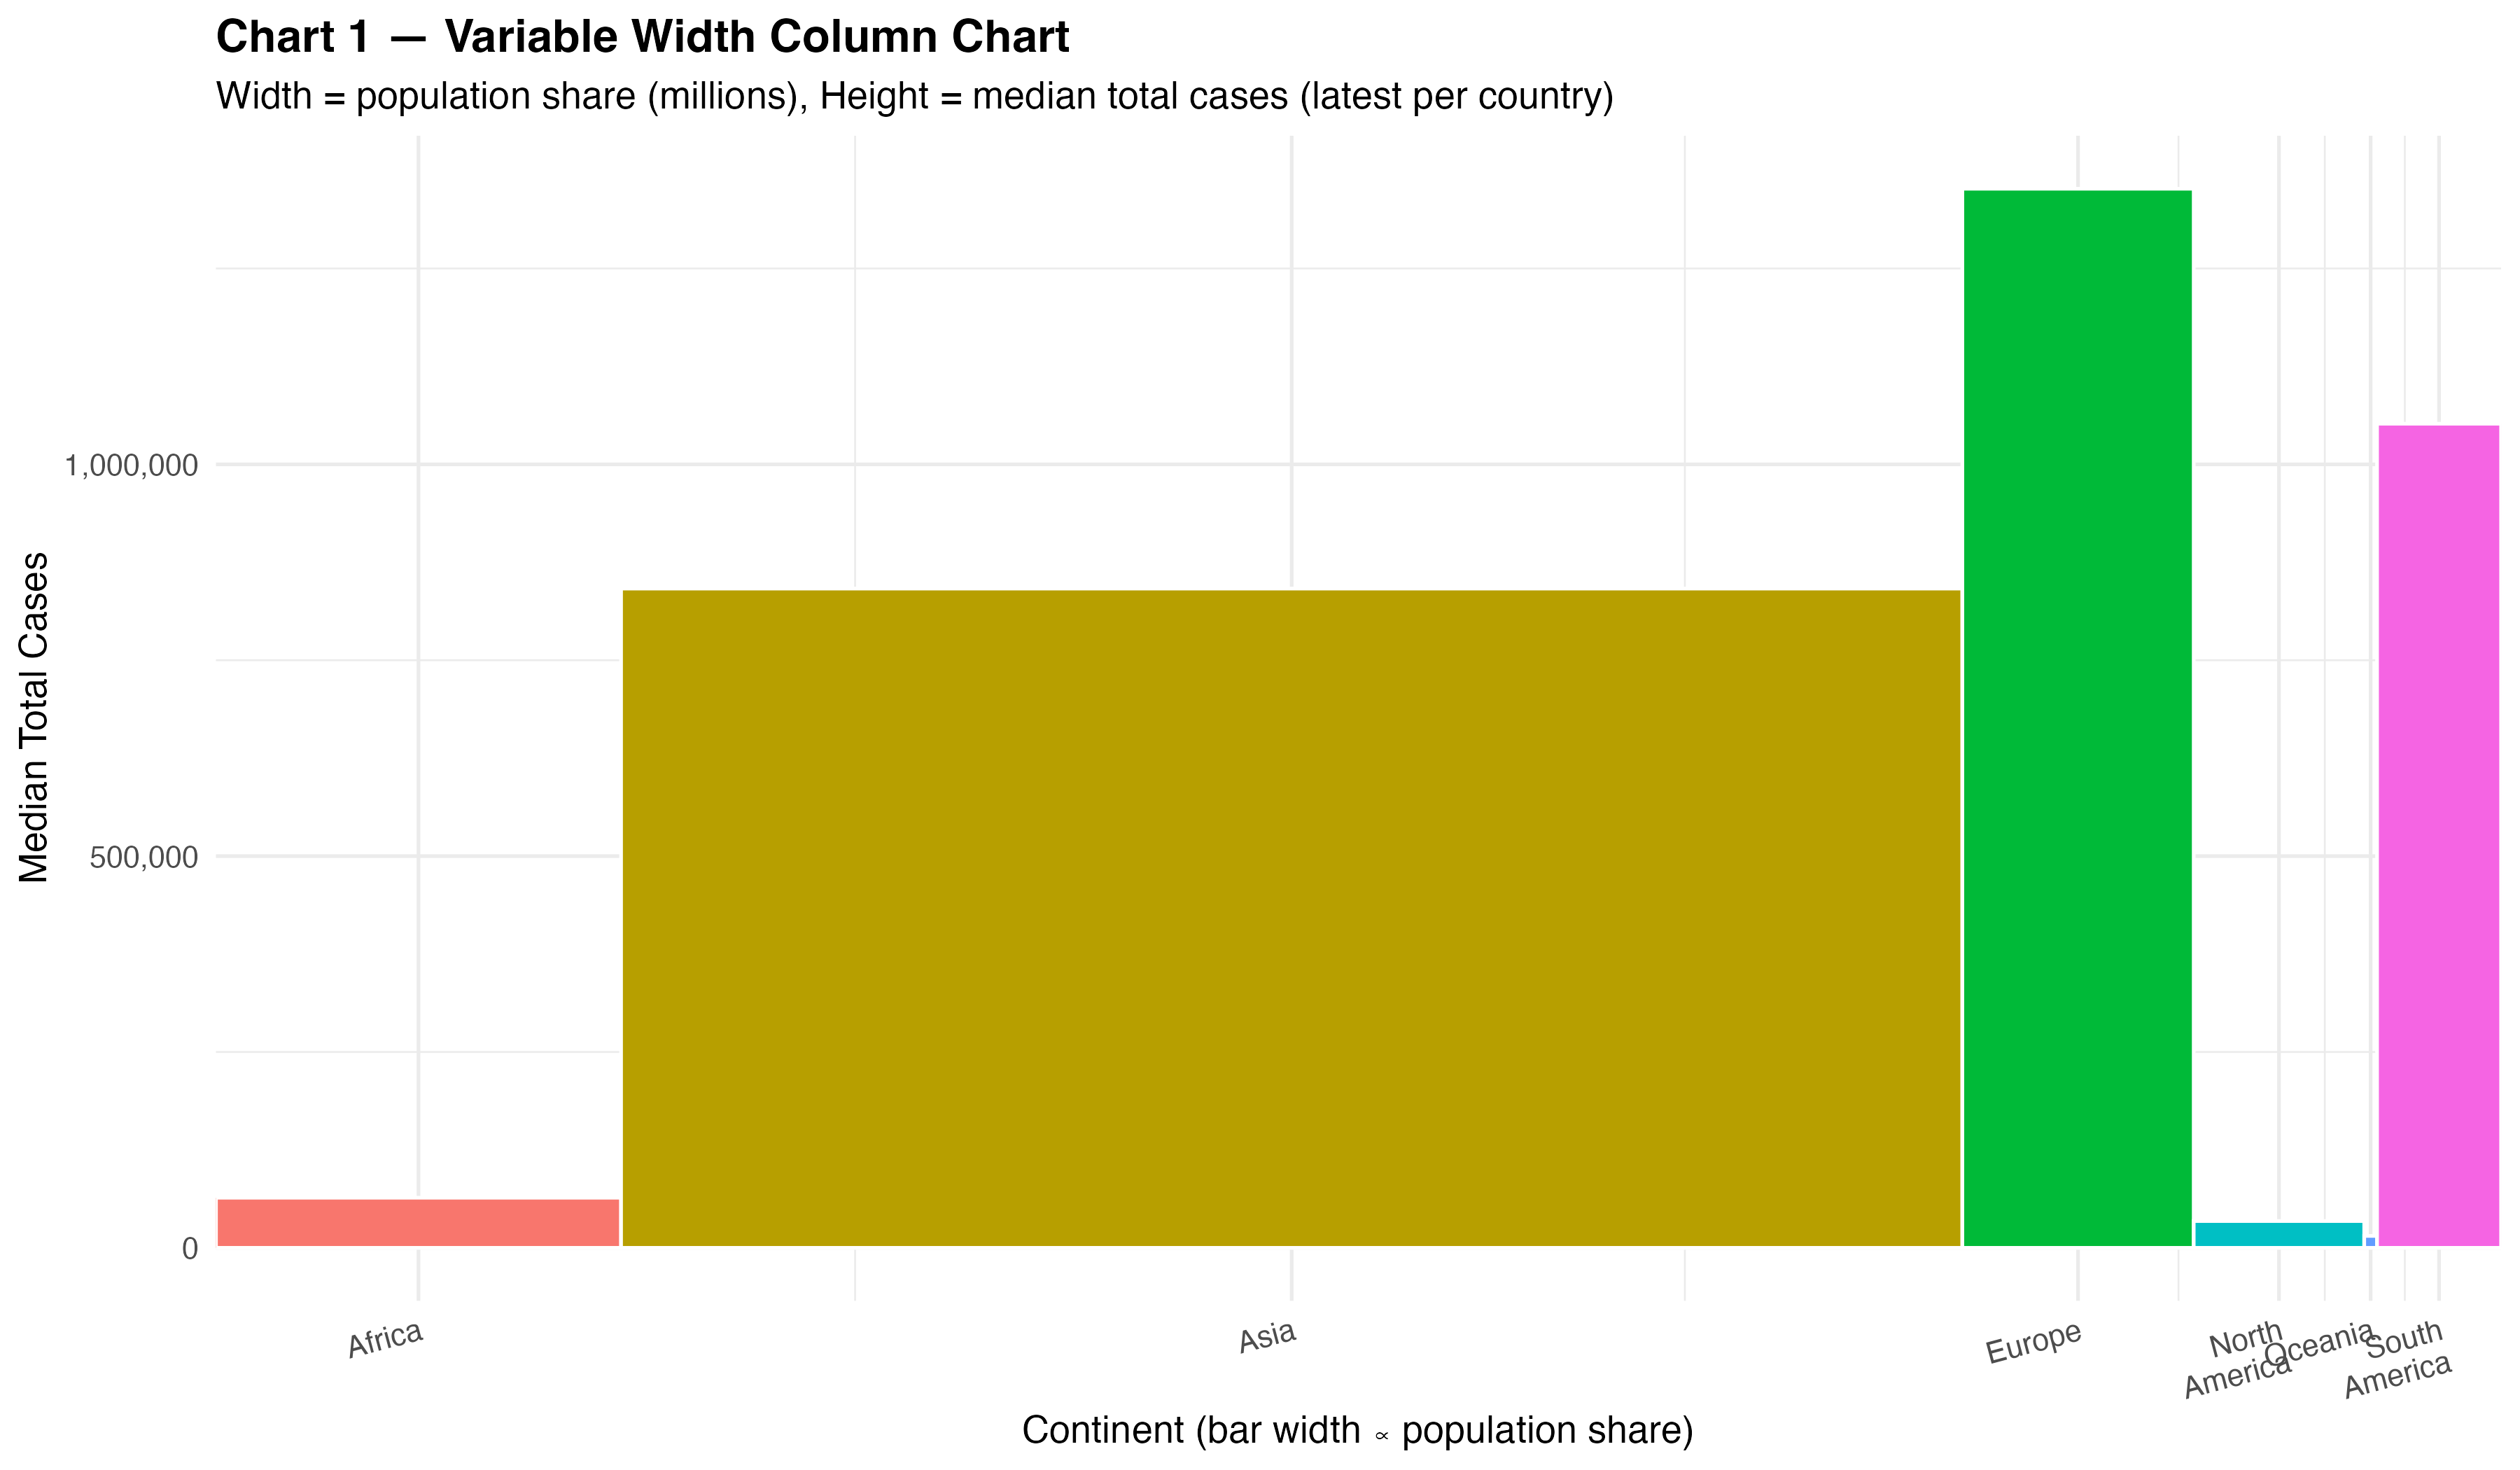 Chart 1 — Variable Width Column Chart
Width = population share (millions), Height = median total cases (latest per country)
Median Total Cases
1,000,000
500,000
0
Africa
Asia
Europe
North
America
Oceania
South
America
Continent (bar width ∝ population share)